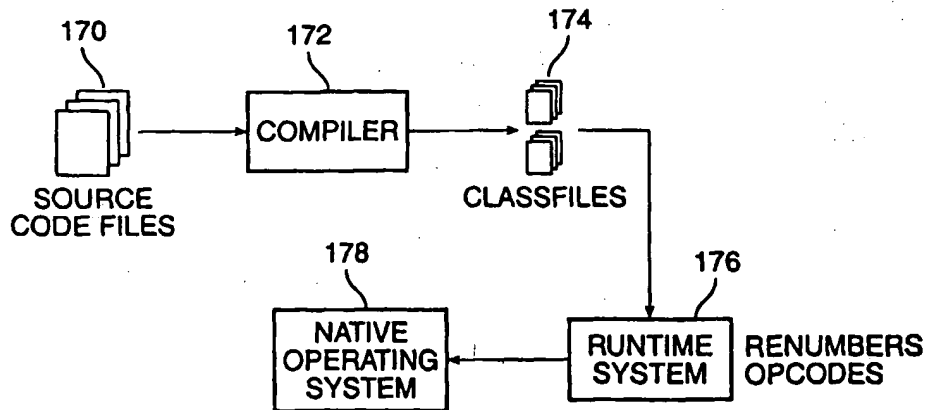 170
172
174
COMPILER
SOURCE
CODE FILES
CLASSFILES
178
176
NATIVE
OPERATING
SYSTEM
RUNTIME
SYSTEM
RENUMBERS
OPCODES